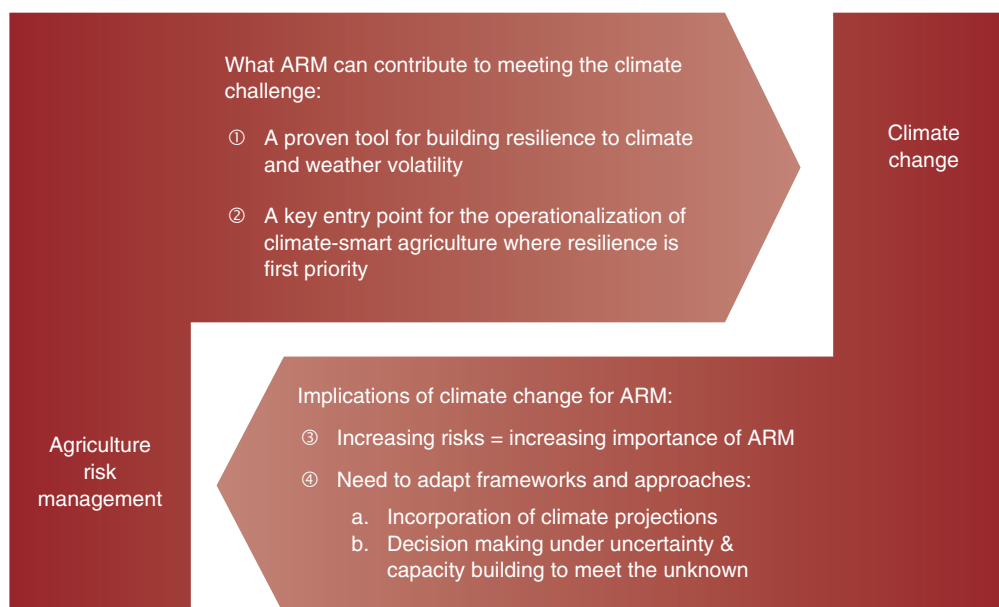 What ARM can contribute to meeting the climate
challenge:
① A proven tool for building resilience to climate
and weather volatility
② A key entry point for the operationalization of
climate-smart agriculture where resilience is
first priority
Climate
change
Implications of climate change for ARM:
③ Increasing risks = increasing importance of ARM
④ Need to adapt frameworks and approaches:
a. Incorporation of climate projections
b. Decision making under uncertainty &
capacity building to meet the unknown
Agriculture
risk
management